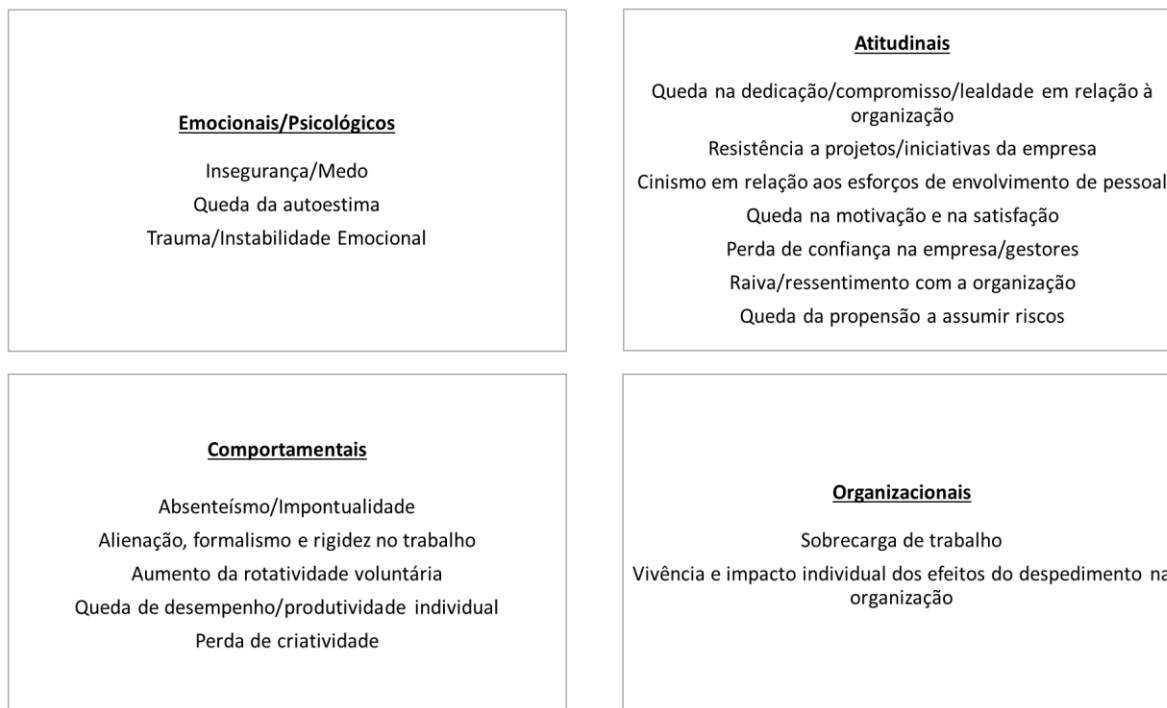 Emocionais/Psicológicos
Insegurança/Medo
Queda da autoestima
Trauma/Instabilidade Emocional
Atitudinais
Queda na dedicação/compromisso/lealdade em relação à
organização
Resistência a projetos/iniciativas da empresa
Cinismo em relação aos esforços de envolvimento de pessoal
Queda na motivação e na satisfação
Perda de confiança na empresa/gestores
Raiva/ressentimento com a organização
Queda da propensão a assumir riscos
Comportamentais
Absenteísmo/Impontualidade
Alienação, formalismo e rigidez no trabalho
Aumento da rotatividade voluntária
Queda de desempenho/produtividade individual
Perda de criatividade
Organizacionais
Sobrecarga de trabalho
Vivência e impacto individual dos efeitos do despedimento na
organização